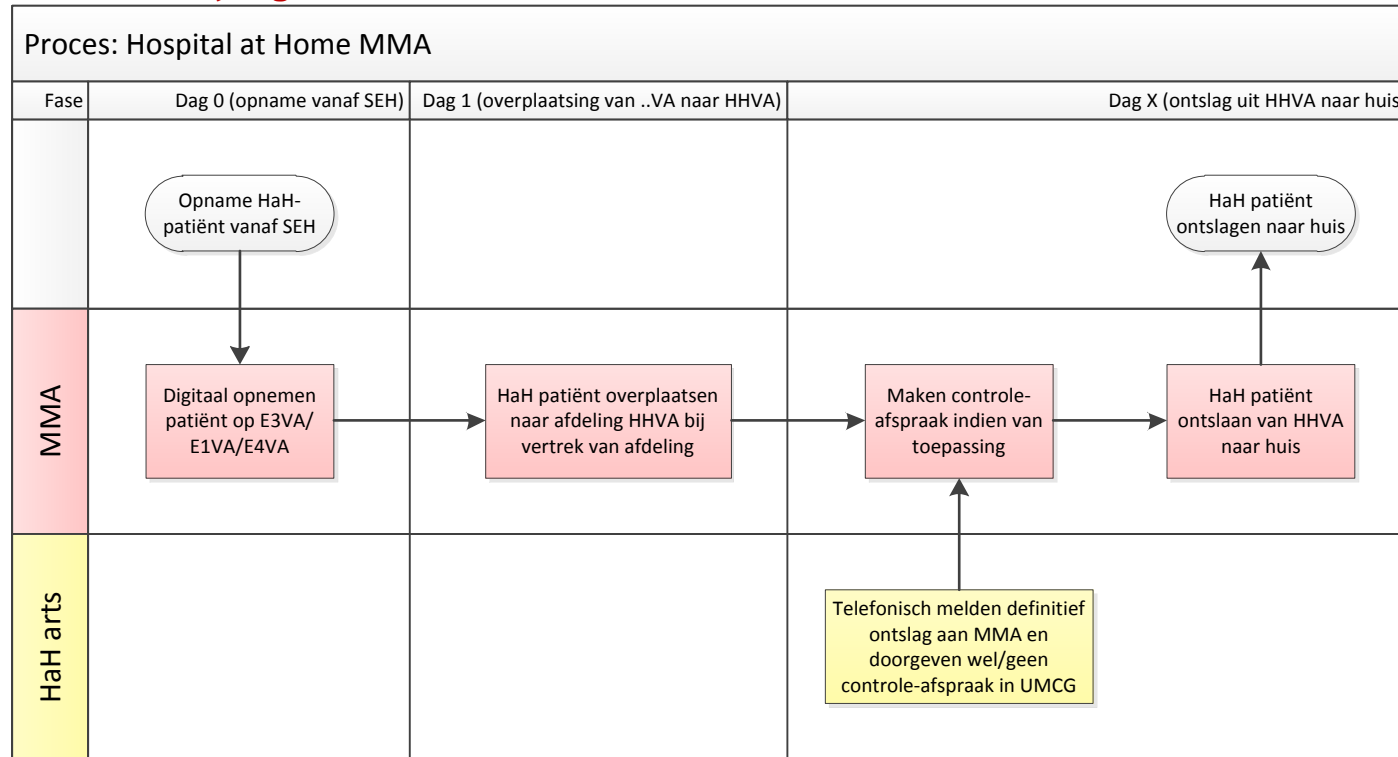 Proces: Hospital at Home MMA
Fase
Dag 0 (opname vanaf SEH)
Dag 1 (overplaatsing van ..VA naar HHVA)
Dag X (ontslag uit HHVA naar huis
Opname HaH-
patiënt vanaf SEH
HaH patiënt
ontslagen naar huis
MMA
Digitaal opnemen
patiënt op E3VA/
E1VA/E4VA
HaH patiënt overplaatsen
naar afdeling HHVA bij
vertrek van afdeling
Maken controle-
afspraak indien van
toepassing
HaH patiënt
ontslaan van HHVA
naar huis
HaH arts
Telefonisch melden definitief
ontslag aan MMA en
doorgeven wel/geen
controle-afspraak in UMCG